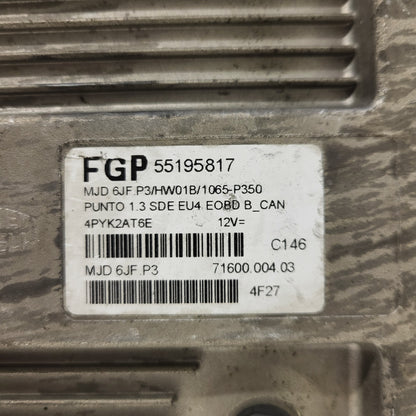 FGP 55195817
MJD 6JF.P3/HW01B/1065-P350
PUNTO 1.3 SDE EU4 EOBD B_CAN
4PYK2AT6E 12V=
C146
MJD 6JF.P3 71600.004.03
4F27